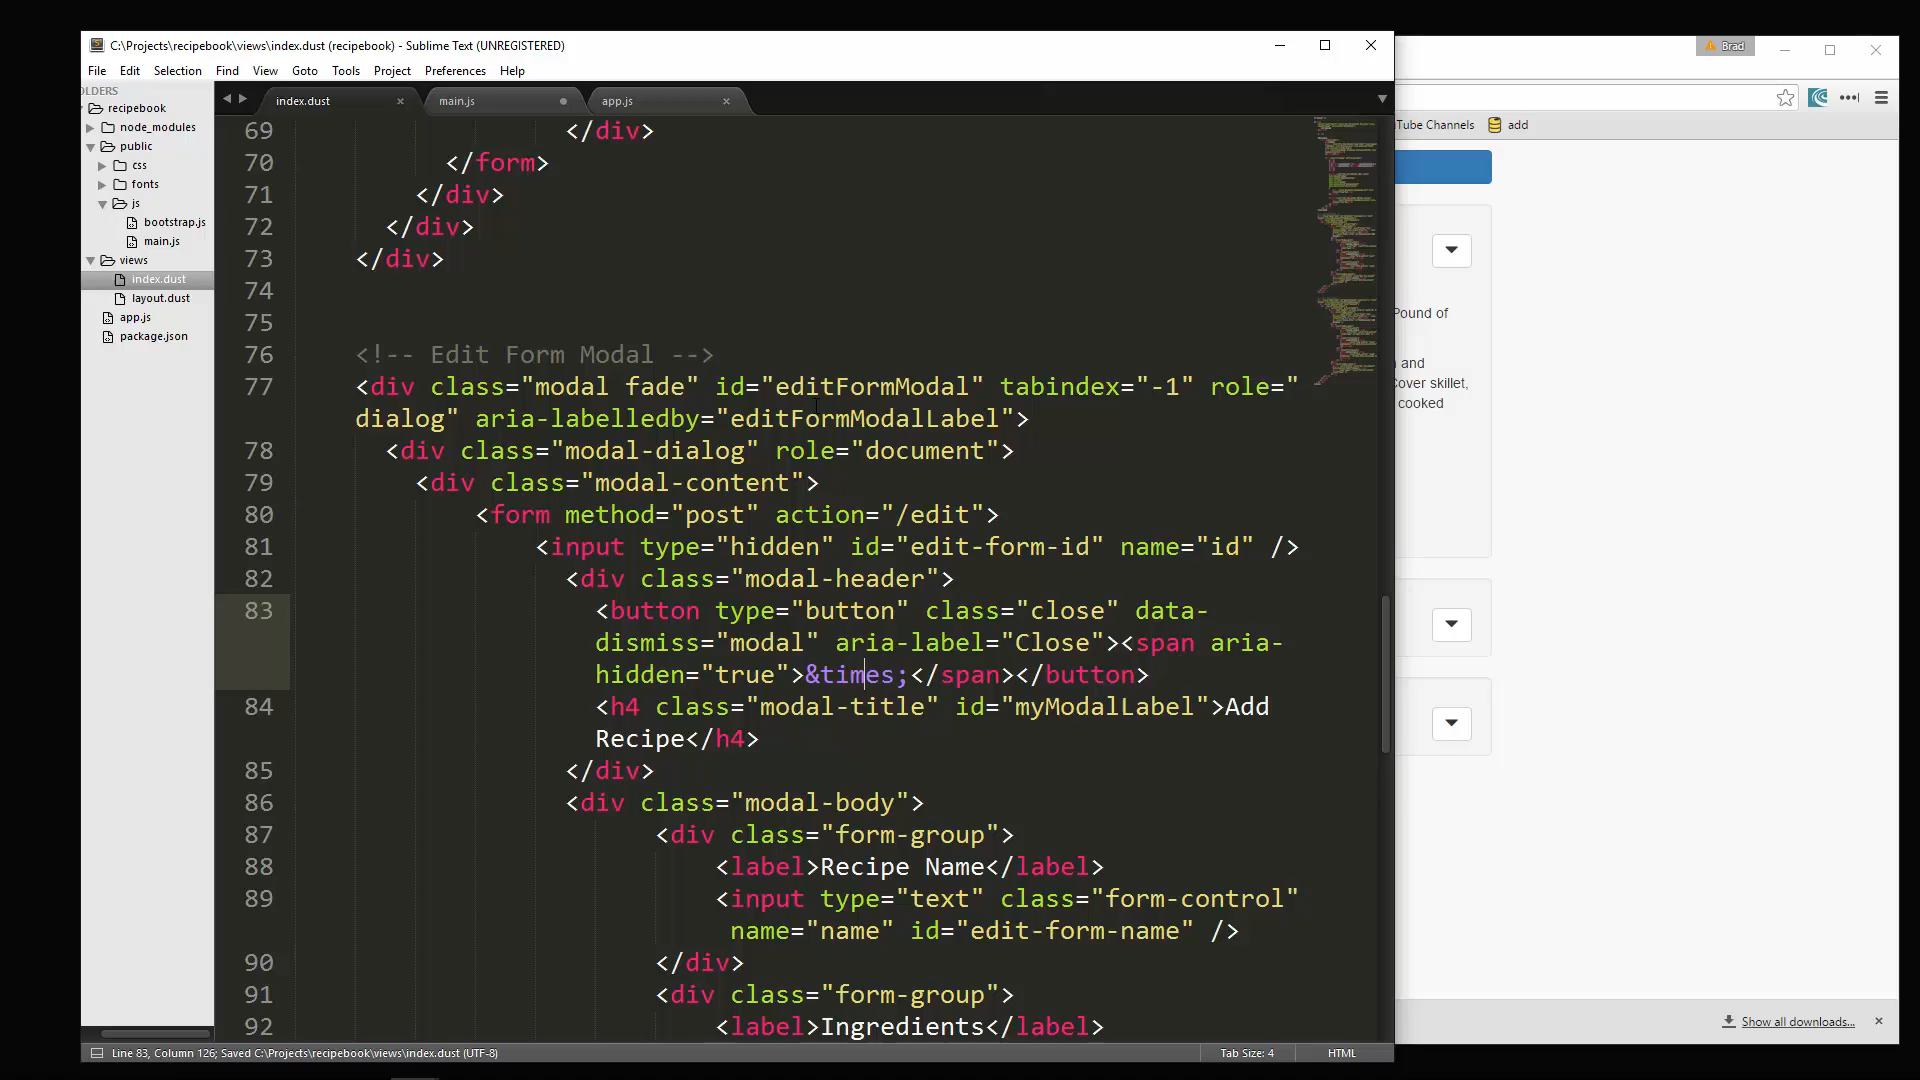 C:\Projects\recipebook\views\index.dust (recipebook) - Sublime Text (UNREGISTERED)
Brad
File Edit Selection Find View Goto Tools Project Preferences Help
OLDERS
recipebook
node_modules
public
css
fonts
js
bootstrap.js
main.js
views
index.dust
layout.dust
app.js
package.json
index.dust main.js app.js
69 </div>
70 </form>
71 </div>
72 </div>
73 </div>
74
75
76 <!-- Edit Form Modal -->
77 <div class="modal fade" id="editFormModal" tabindex="-1" role="
dialog" aria-labelledby="editFormModalLabel">
78 <div class="modal-dialog" role="document">
79 <div class="modal-content">
80 <form method="post" action="/edit">
81 <input type="hidden" id="edit-form-id" name="id" />
82 <div class="modal-header">
83 <button type="button" class="close" data-
dismiss="modal" aria-label="Close"><span aria-
hidden="true">&times;</span></button>
84 <h4 class="modal-title" id="myModalLabel">Add
Recipe</h4>
85 </div>
86 <div class="modal-body">
87 <div class="form-group">
88 <label>Recipe Name</label>
89 <input type="text" class="form-control"
name="name" id="edit-form-name" />
90 </div>
91 <div class="form-group">
92 <label>Ingredients</label>
Line 83, Column 126; Saved C:\Projects\recipebook\views\index.dust (UTF-8)
Tab Size: 4
HTML
Tube Channels
add
Pound of
and
Cover skillet,
cooked
Show all downloads...